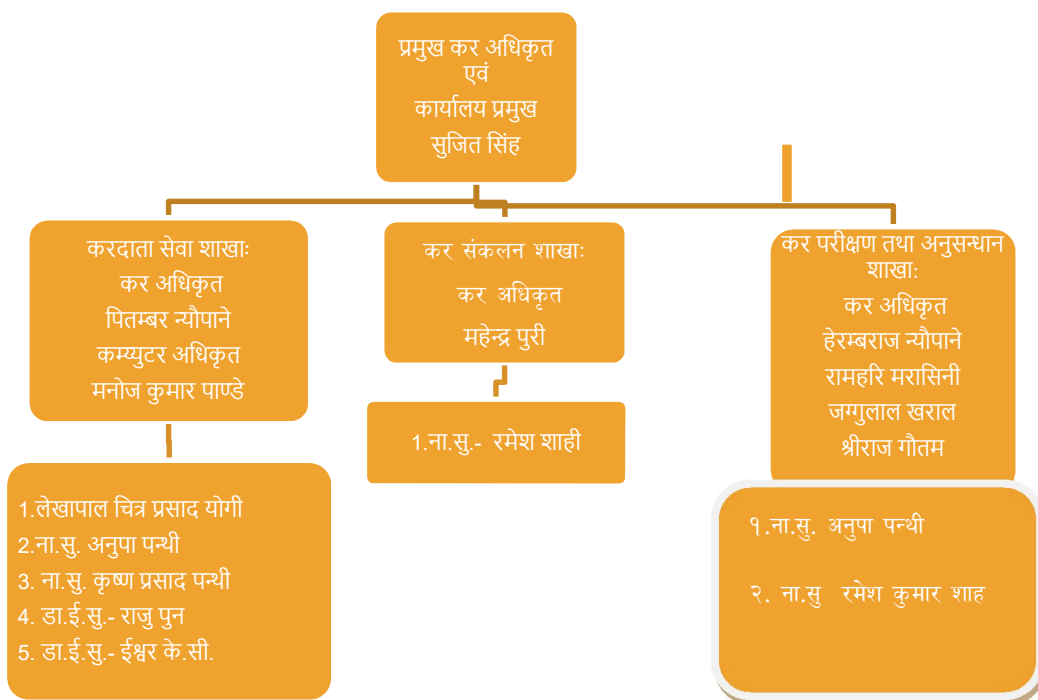 प्रमुख कर अधिकृत
एवं
कार्यालय प्रमुख
सुजित सिंह
करदाता सेवा शाखाः
कर अधिकृत
पितम्बर न्यौपाने
कम्प्युटर अधिकृत
मनोज कुमार पाण्डे
कर संकलन शाखाः
कर अधिकृत
महेन्द्र पुरी
कर परीक्षण तथा अनुसन्धान
शाखा:
कर अधिकृत
हेरम्बराज न्यौपाने
रामहरि मरासिनी
जग्गुलाल खराल
श्रीराज गौतम
1.लेखापाल चित्र प्रसाद योगी
2.ना.सु. अनुपा पन्थी
3. ना.सु. कृष्ण प्रसाद पन्थी
4. डा.ई.सु.- राजु पुन
5. डा.ई.सु.- ईश्वर के.सी.
1.ना.सु.- रमेश शाही
१.ना.सु. अनुपा पन्थी
२. ना.सु रमेश कुमार शाह